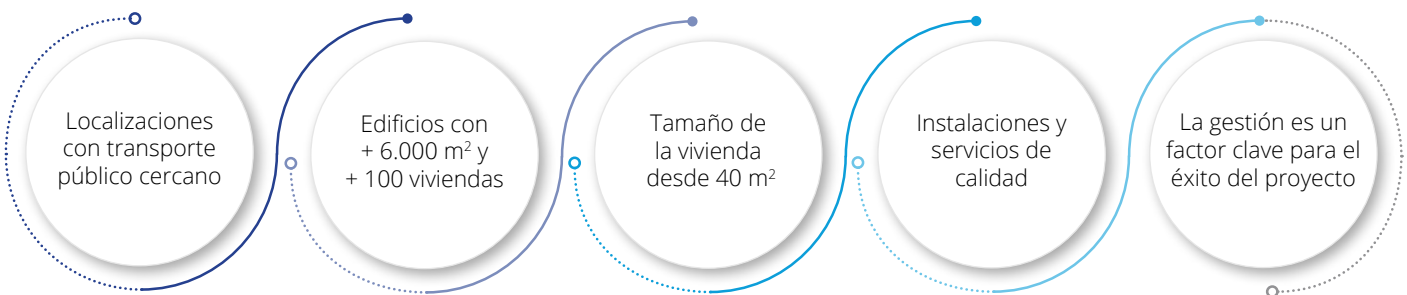 Localizaciones
con transporte
público cercano
Edificios con
+ 6.000 m² y
+ 100 viviendas
Tamaño de
la vivienda
desde 40 m²
Instalaciones y
servicios de
calidad
La gestión es un
factor clave para el
éxito del proyecto